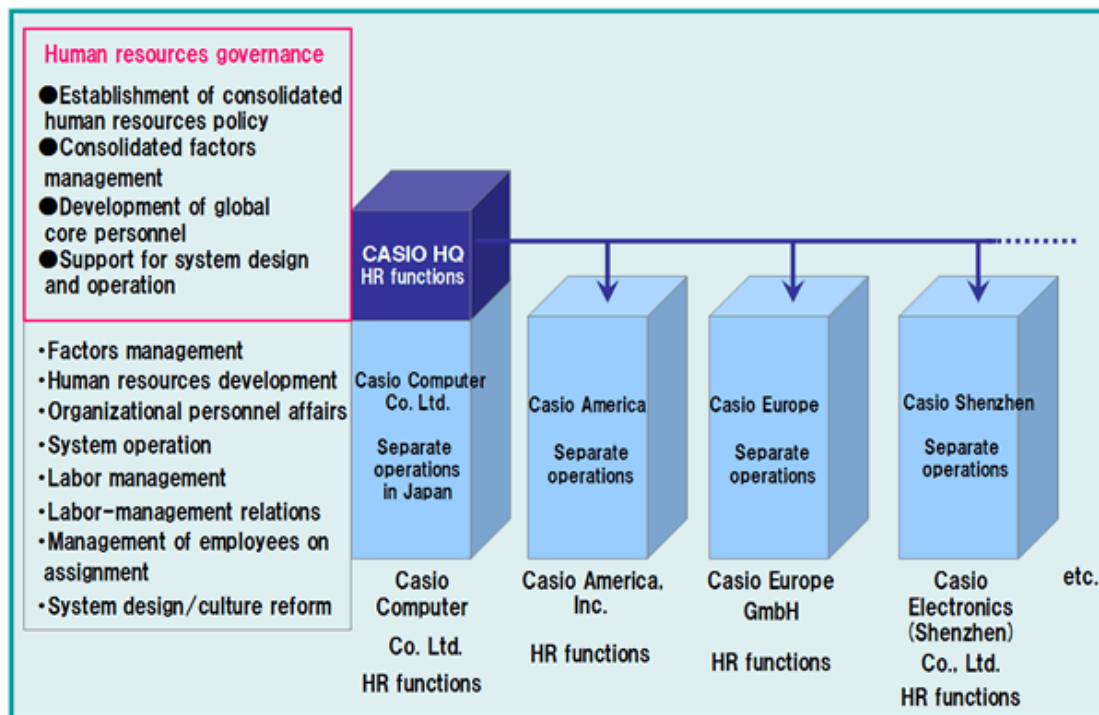 Human resources governance
●Establishment of consolidated
human resources policy
●Consolidated factors
management
●Development of global
core personnel
●Support for system design
and operation
・Factors management
・Human resources development
・Organizational personnel affairs
・System operation
・Labor management
・Labor-management relations
・Management of employees on
assignment
・System design/culture reform
CASIO HQ
HR functions
Casio Computer
Co. Ltd.
Separate
operations
in Japan
Casio America
Separate
operations
Casio Europe
Separate
operations
Casio Shenzhen
Separate
operations
Casio
Computer
Co. Ltd.
HR functions
Casio America,
Inc.
HR functions
Casio Europe
GmbH
HR functions
Casio
Electronics
(Shenzhen)
Co., Ltd.
HR functions
etc.